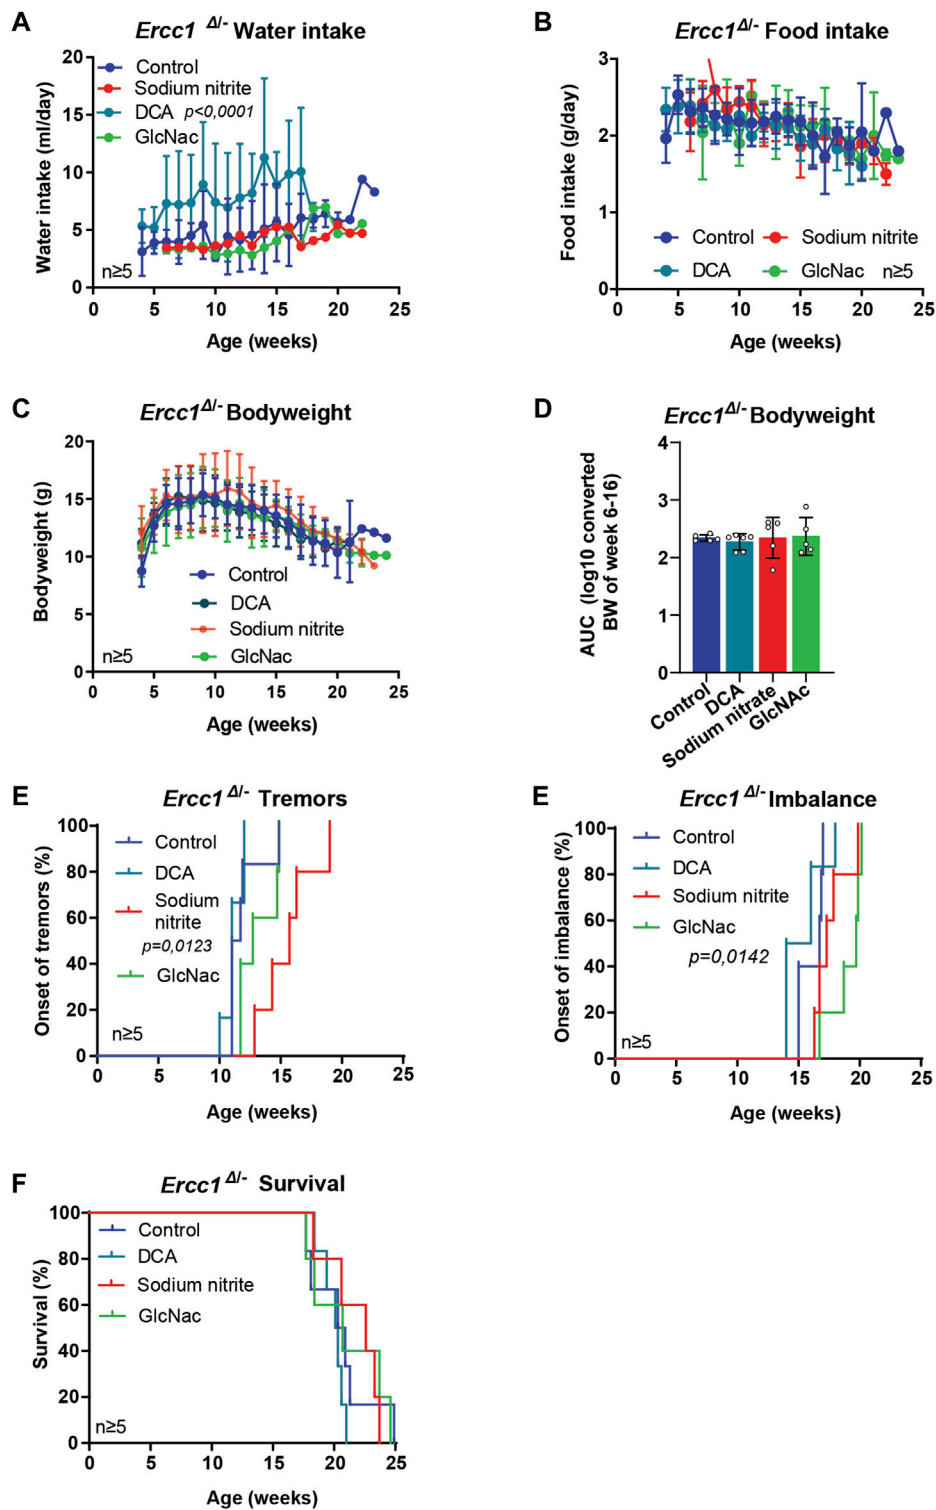 A
Ercc1 Δ/- Water intake
Water intake (ml/day)
20
15
10
5
0
Control
Sodium nitrite
DCA p<0,0001
GlcNac
n≥5
0 5 10 15 20 25
Age (weeks)
B
Ercc1Δ/- Food intake
Food intake (g/day)
3
2
1
0
Control Sodium nitrite
DCA GlcNac n≥5
0 5 10 15 20 25
Age (weeks)
C
Ercc1Δ/- Bodyweight
Bodyweight (g)
20
15
10
5
0
Control
DCA
Sodium nitrite
GlcNac
n≥5
0 5 10 15 20 25
Age (weeks)
D
Ercc1Δ/- Bodyweight
AUC (log10 converted
BW of week 6-16)
4
3
2
1
0
Control
DCA
Sodium nitrate
GlcNAc
E
Ercc1 Δ/- Tremors
Onset of tremors (%)
100
80
60
40
20
0
Control
DCA
Sodium
nitrite
p=0,0123
GlcNac
n≥5
0 5 10 15 20 25
Age (weeks)
E
Ercc1 Δ/- Imbalance
Onset of imbalance (%)
100
80
60
40
20
0
Control
DCA
Sodium nitrite
GlcNac
p=0,0142
n≥5
0 5 10 15 20 25
Age (weeks)
F
Ercc1 Δ/- Survival
Survival (%)
100
80
60
40
20
0
Control
DCA
Sodium nitrite
GlcNac
n≥5
0 5 10 15 20 25
Age (weeks)